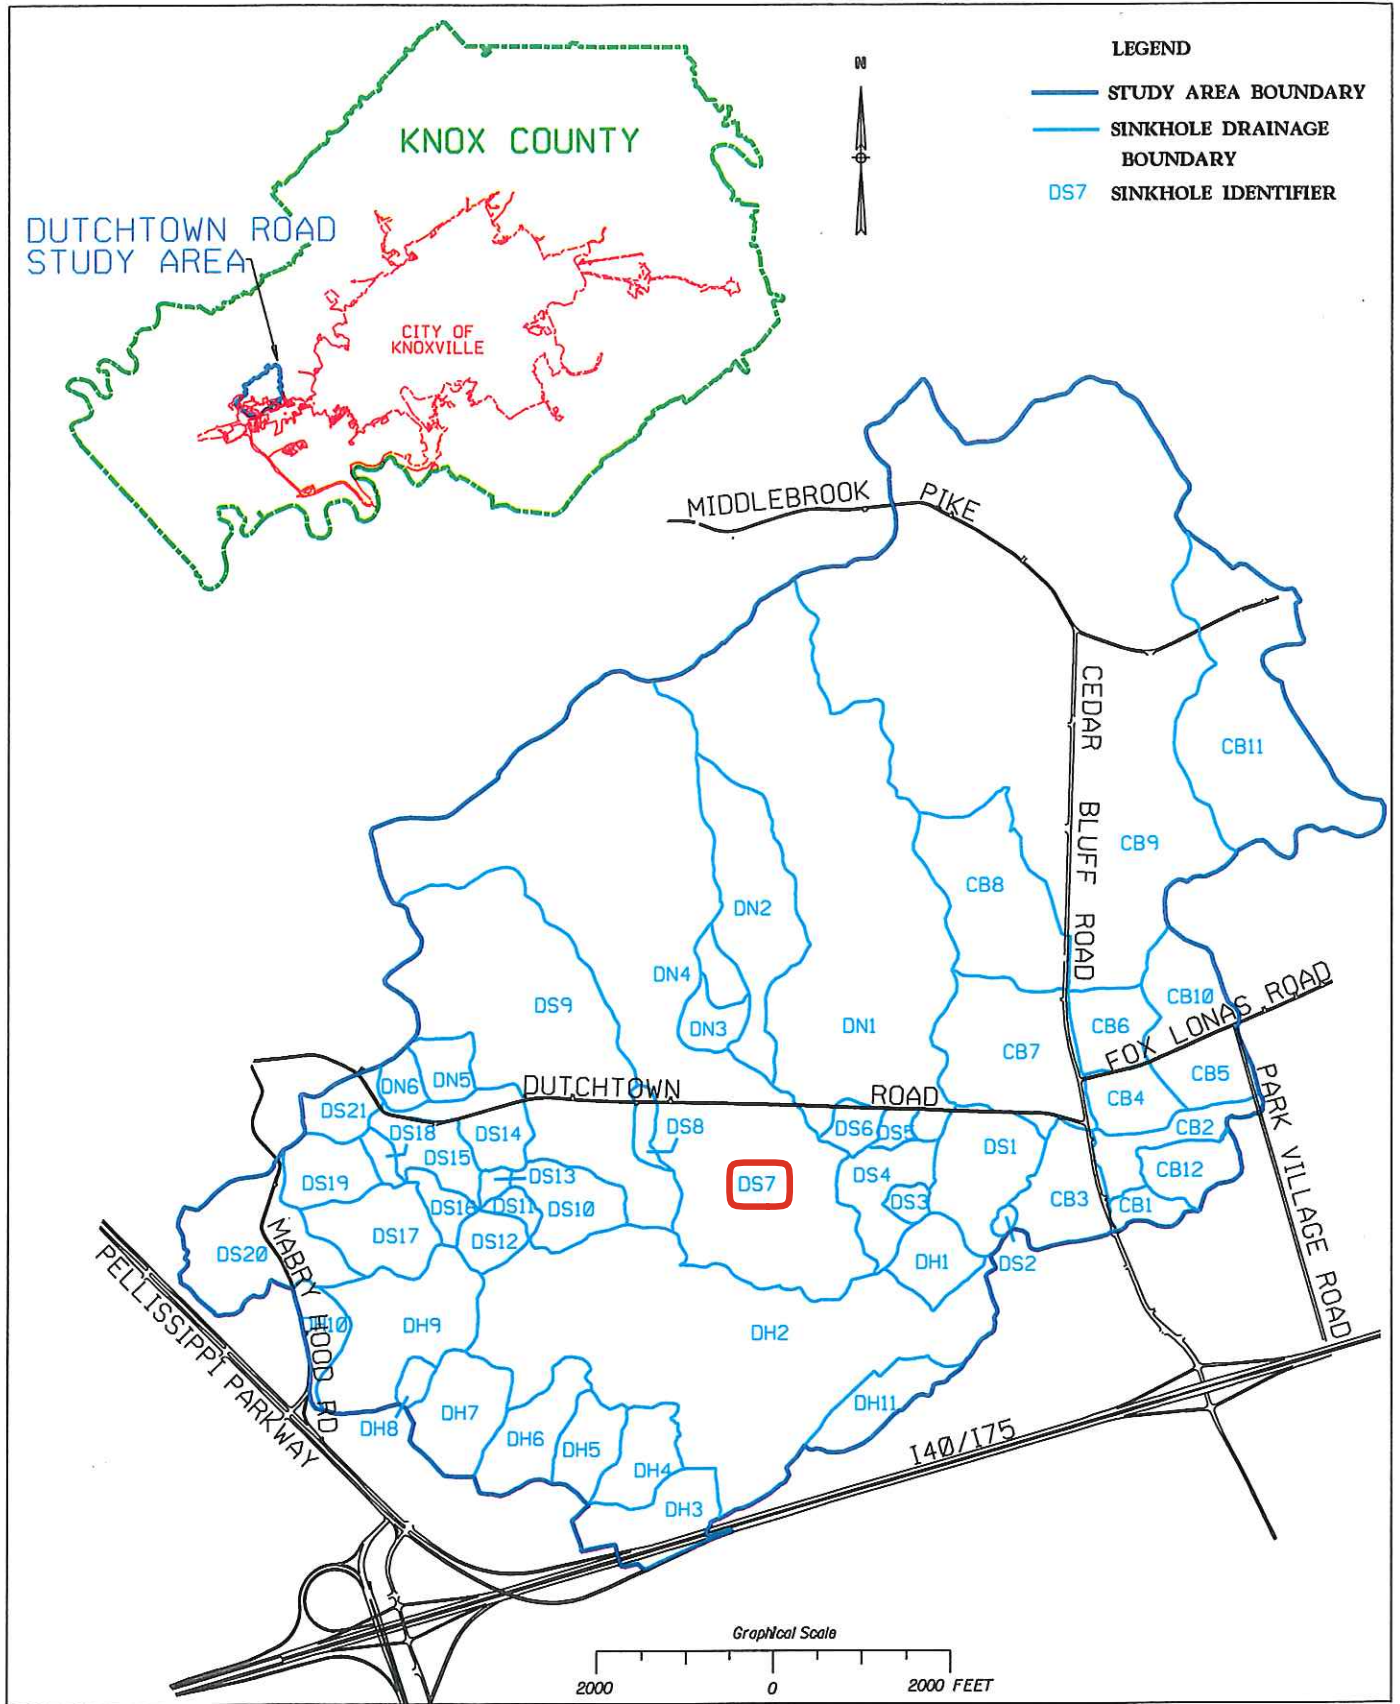 LEGEND
STUDY AREA BOUNDARY
SINKHOLE DRAINAGE
BOUNDARY
DS7 SINKHOLE IDENTIFIER
N
KNOX COUNTY
DUTCHTOWN ROAD
STUDY AREA
CITY OF
KNOXVILLE
MIDDLEBROOK PIKE
CEDAR BLUFF ROAD
CB11
CB9
CB8
DN2
DN4
DS9
DN3
DN1
CB10
CB6
CB7
FOX LONAS ROAD
CB5
CB4
CB2
CB12
CB1
CB3
PARK VILLAGE ROAD
DN6
DN5
DUTCHTOWN ROAD
DS21
DS18
DS14
DS8
DS6
DS5
DS1
DS15
DS13
DS19
DS16
DS11
DS10
DS7
DS4
DS3
DS17
DS12
DS20
DH1
DS2
MABRY HOOD RD
PELLISSIPPI PARKWAY
DH10
DH9
DH2
DH11
DH8
DH7
DH6
DH5
DH4
DH3
I40/I75
Graphical Scale
2000 0 2000 FEET